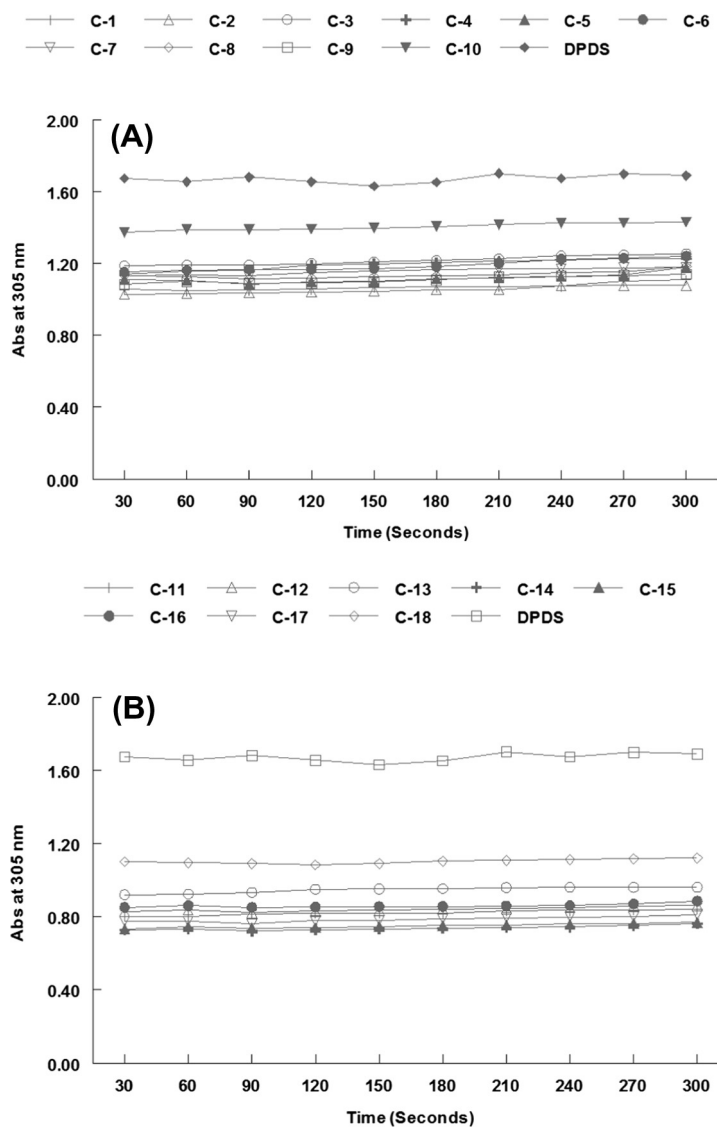 C-1 C-2 C-3 C-4 C-5 C-6
C-7 C-8 C-9 C-10 DPDS
(A)
2.00
1.60
1.20
0.80
0.40
0.00
Abs at 305 nm
30 60 90 120 150 180 210 240 270 300
Time (Seconds)
C-11 C-12 C-13 C-14 C-15
C-16 C-17 C-18 DPDS
(B)
2.00
1.60
1.20
0.80
0.40
0.00
Abs at 305 nm
30 60 90 120 150 180 210 240 270 300
Time (Seconds)